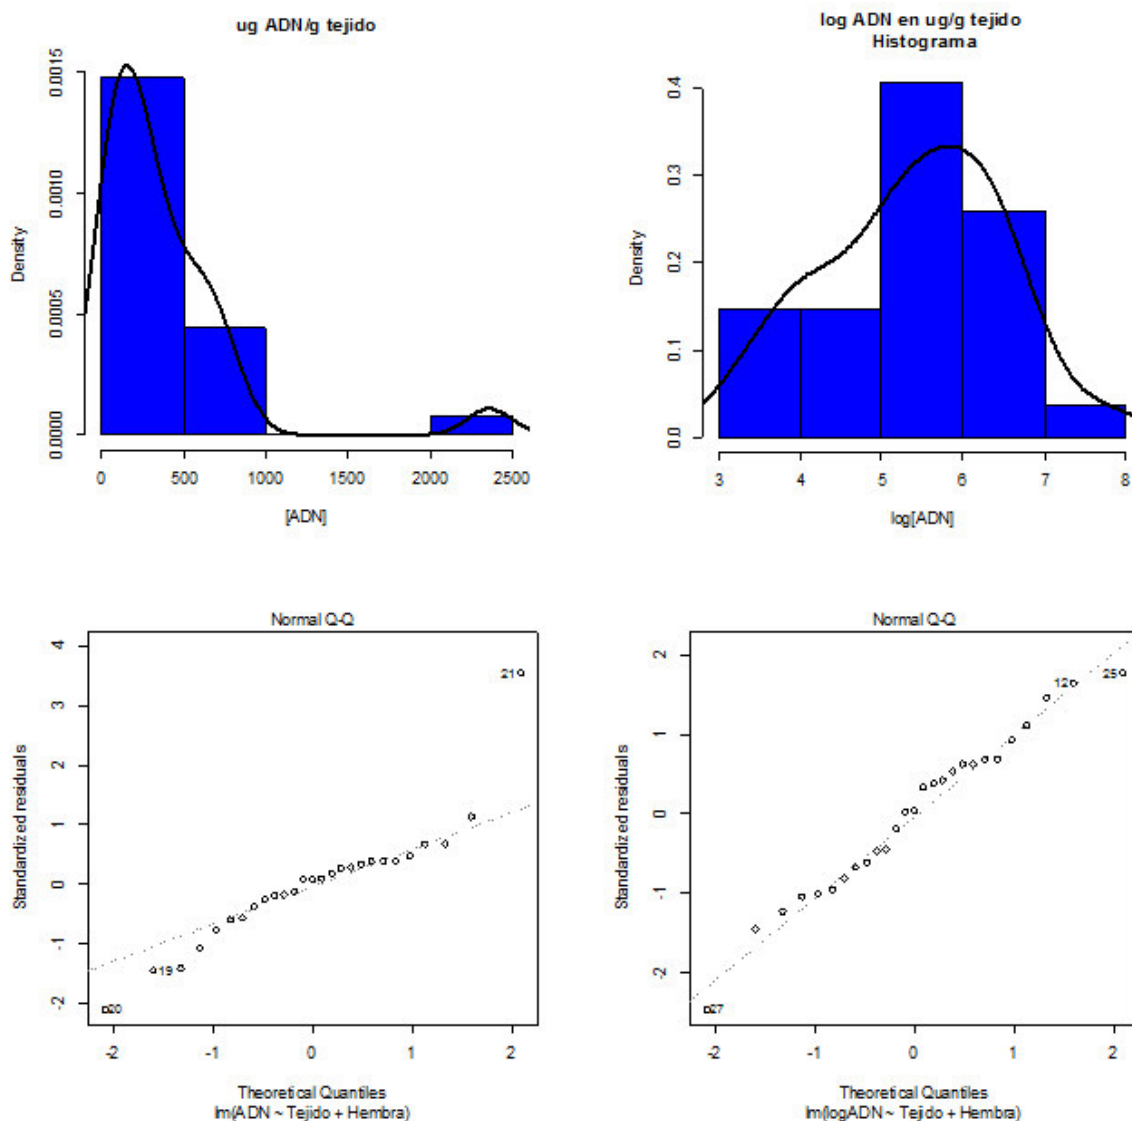 ug ADN/g tejido
Density
0.0000 0.0005 0.0010 0.0015
0 500 1000 1500 2000 2500
[ADN]
log ADN en ug/g tejido
Histograma
Density
0.0 0.1 0.2 0.3 0.4
3 4 5 6 7 8
log[ADN]
Normal Q-Q
Standardized residuals
-2 -1 0 1 2 3 4
21
19
20
-2 -1 0 1 2
Theoretical Quantiles
lm(ADN ~ Tejido + Hembra)
Normal Q-Q
Standardized residuals
-2 -1 0 1 2
12
25
27
-2 -1 0 1 2
Theoretical Quantiles
lm(logADN ~ Tejido + Hembra)